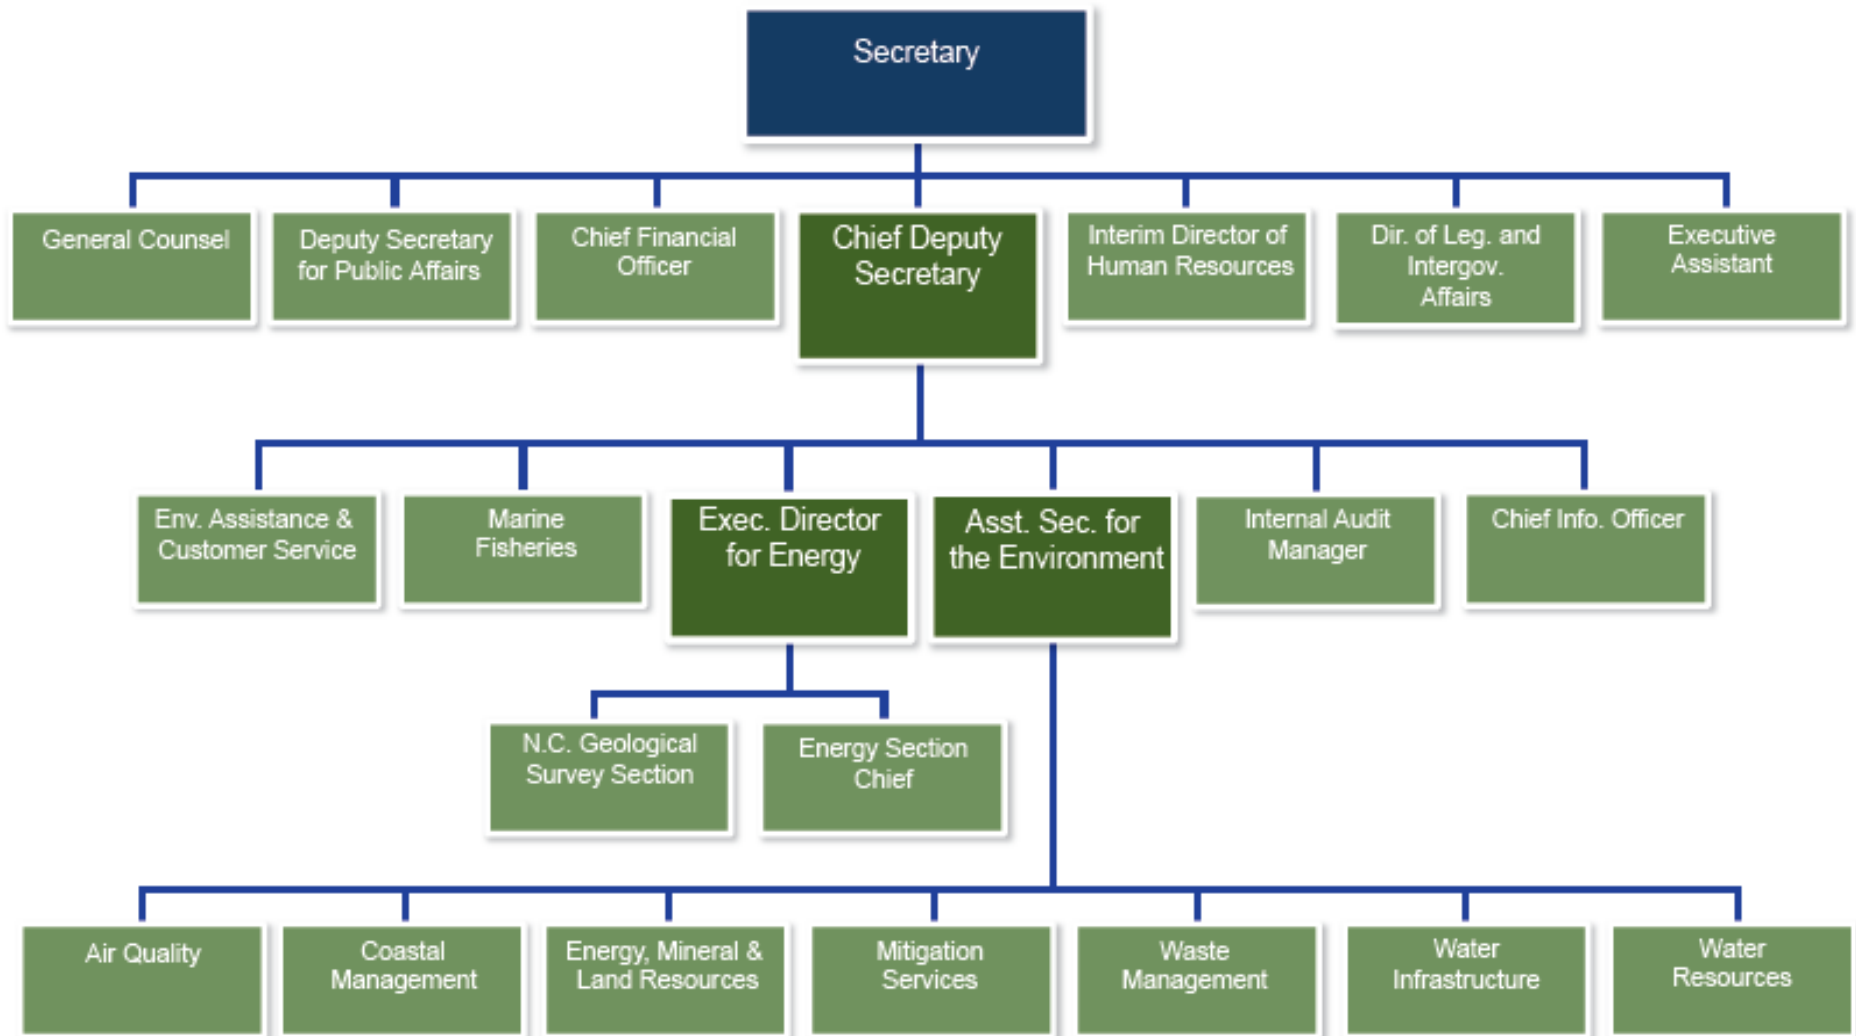 Secretary
General Counsel
Deputy Secretary
for Public Affairs
Chief Financial
Officer
Chief Deputy
Secretary
Interim Director of
Human Resources
Dir. of Leg. and
Intergov.
Affairs
Executive
Assistant
Env. Assistance &
Customer Service
Marine
Fisheries
Exec. Director
for Energy
Asst. Sec. for
the Environment
Internal Audit
Manager
Chief Info. Officer
N.C. Geological
Survey Section
Energy Section
Chief
Air Quality
Coastal
Management
Energy, Mineral &
Land Resources
Mitigation
Services
Waste
Management
Water
Infrastructure
Water
Resources